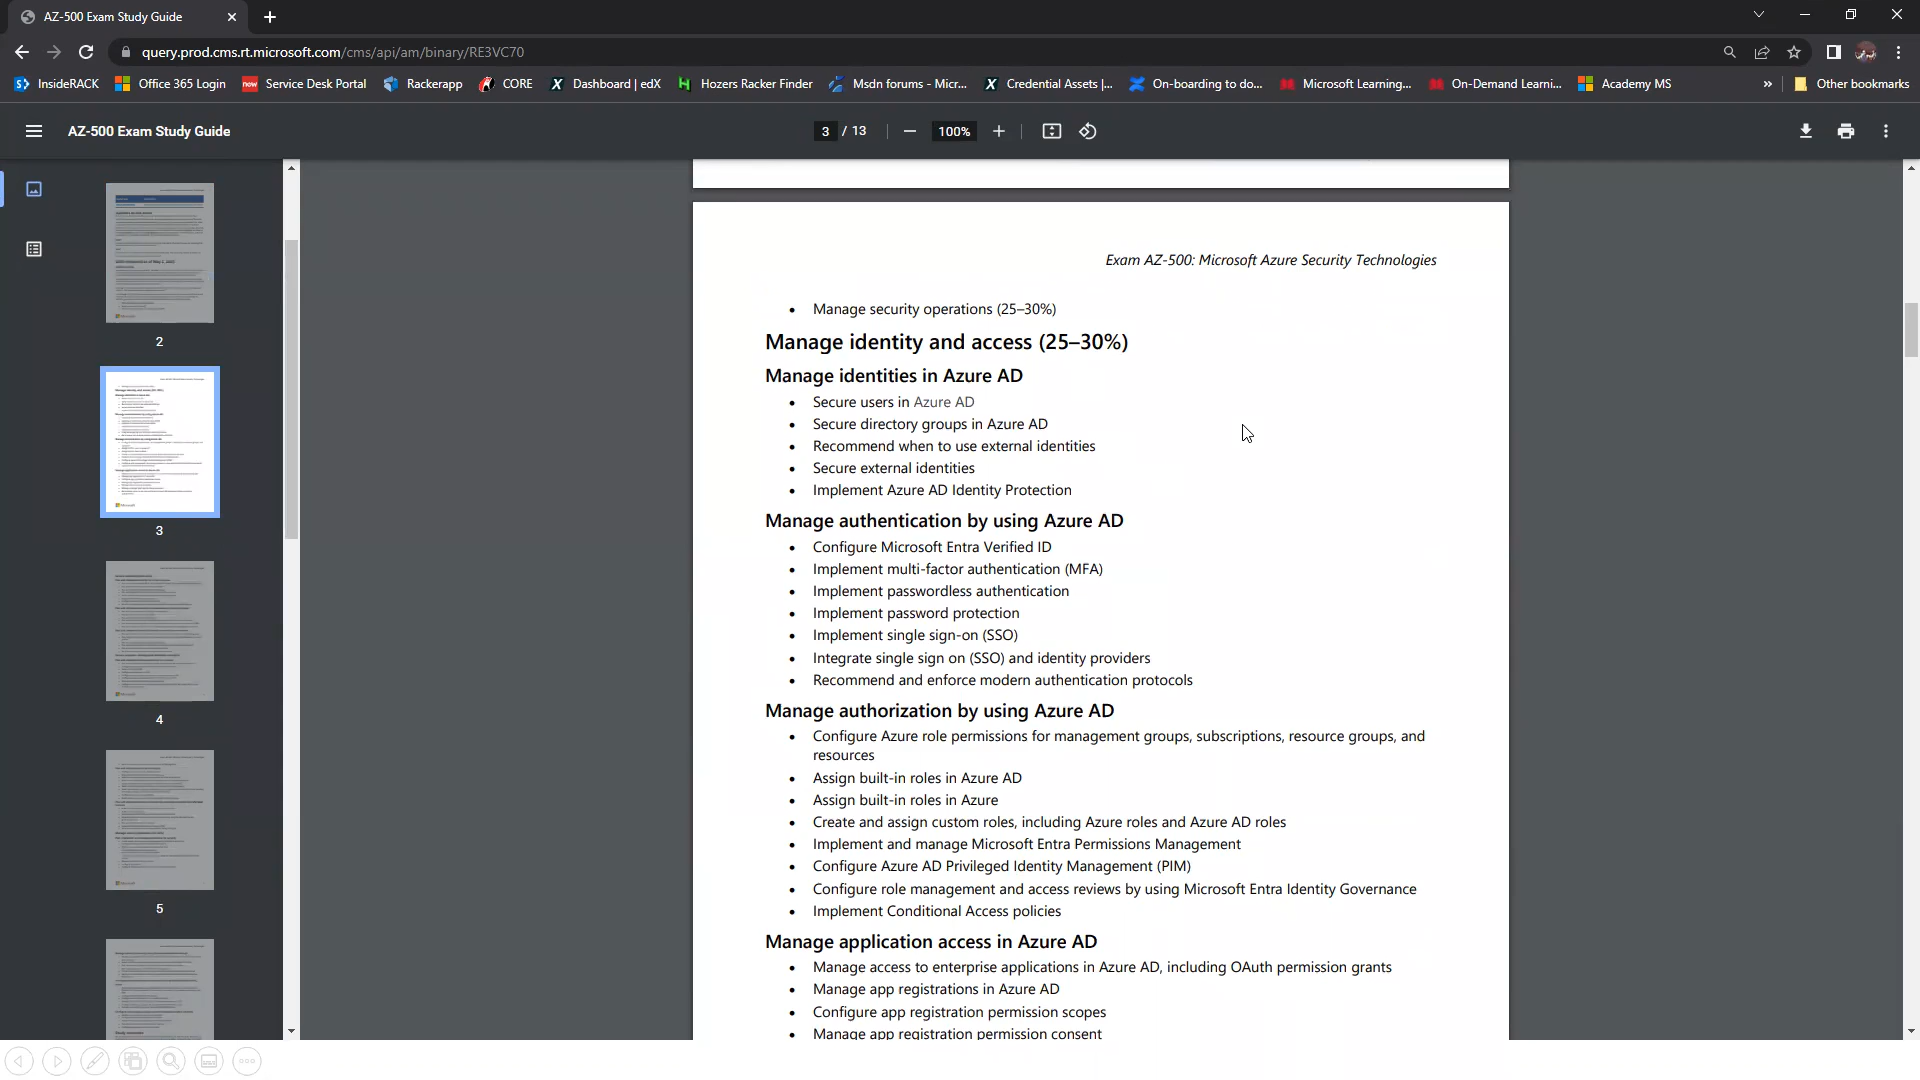 AZ-500 Exam Study Guide
query.prod.cms.rt.microsoft.com/cms/api/am/binary/RE3VC70
InsideRACK Office 365 Login Service Desk Portal Rackerapp CORE Dashboard | edX Hozers Racker Finder Msdn forums - Micr... Credential Assets |... On-boarding to do... Microsoft Learning... On-Demand Learni... Academy MS » Other bookmarks
AZ-500 Exam Study Guide 3 / 13 100%
2
3
4
5
Exam AZ-500: Microsoft Azure Security Technologies
• Manage security operations (25–30%)
Manage identity and access (25–30%)
Manage identities in Azure AD
• Secure users in Azure AD
• Secure directory groups in Azure AD
• Recommend when to use external identities
• Secure external identities
• Implement Azure AD Identity Protection
Manage authentication by using Azure AD
• Configure Microsoft Entra Verified ID
• Implement multi-factor authentication (MFA)
• Implement passwordless authentication
• Implement password protection
• Implement single sign-on (SSO)
• Integrate single sign on (SSO) and identity providers
• Recommend and enforce modern authentication protocols
Manage authorization by using Azure AD
• Configure Azure role permissions for management groups, subscriptions, resource groups, and
resources
• Assign built-in roles in Azure AD
• Assign built-in roles in Azure
• Create and assign custom roles, including Azure roles and Azure AD roles
• Implement and manage Microsoft Entra Permissions Management
• Configure Azure AD Privileged Identity Management (PIM)
• Configure role management and access reviews by using Microsoft Entra Identity Governance
• Implement Conditional Access policies
Manage application access in Azure AD
• Manage access to enterprise applications in Azure AD, including OAuth permission grants
• Manage app registrations in Azure AD
• Configure app registration permission scopes
• Manage app registration permission consent